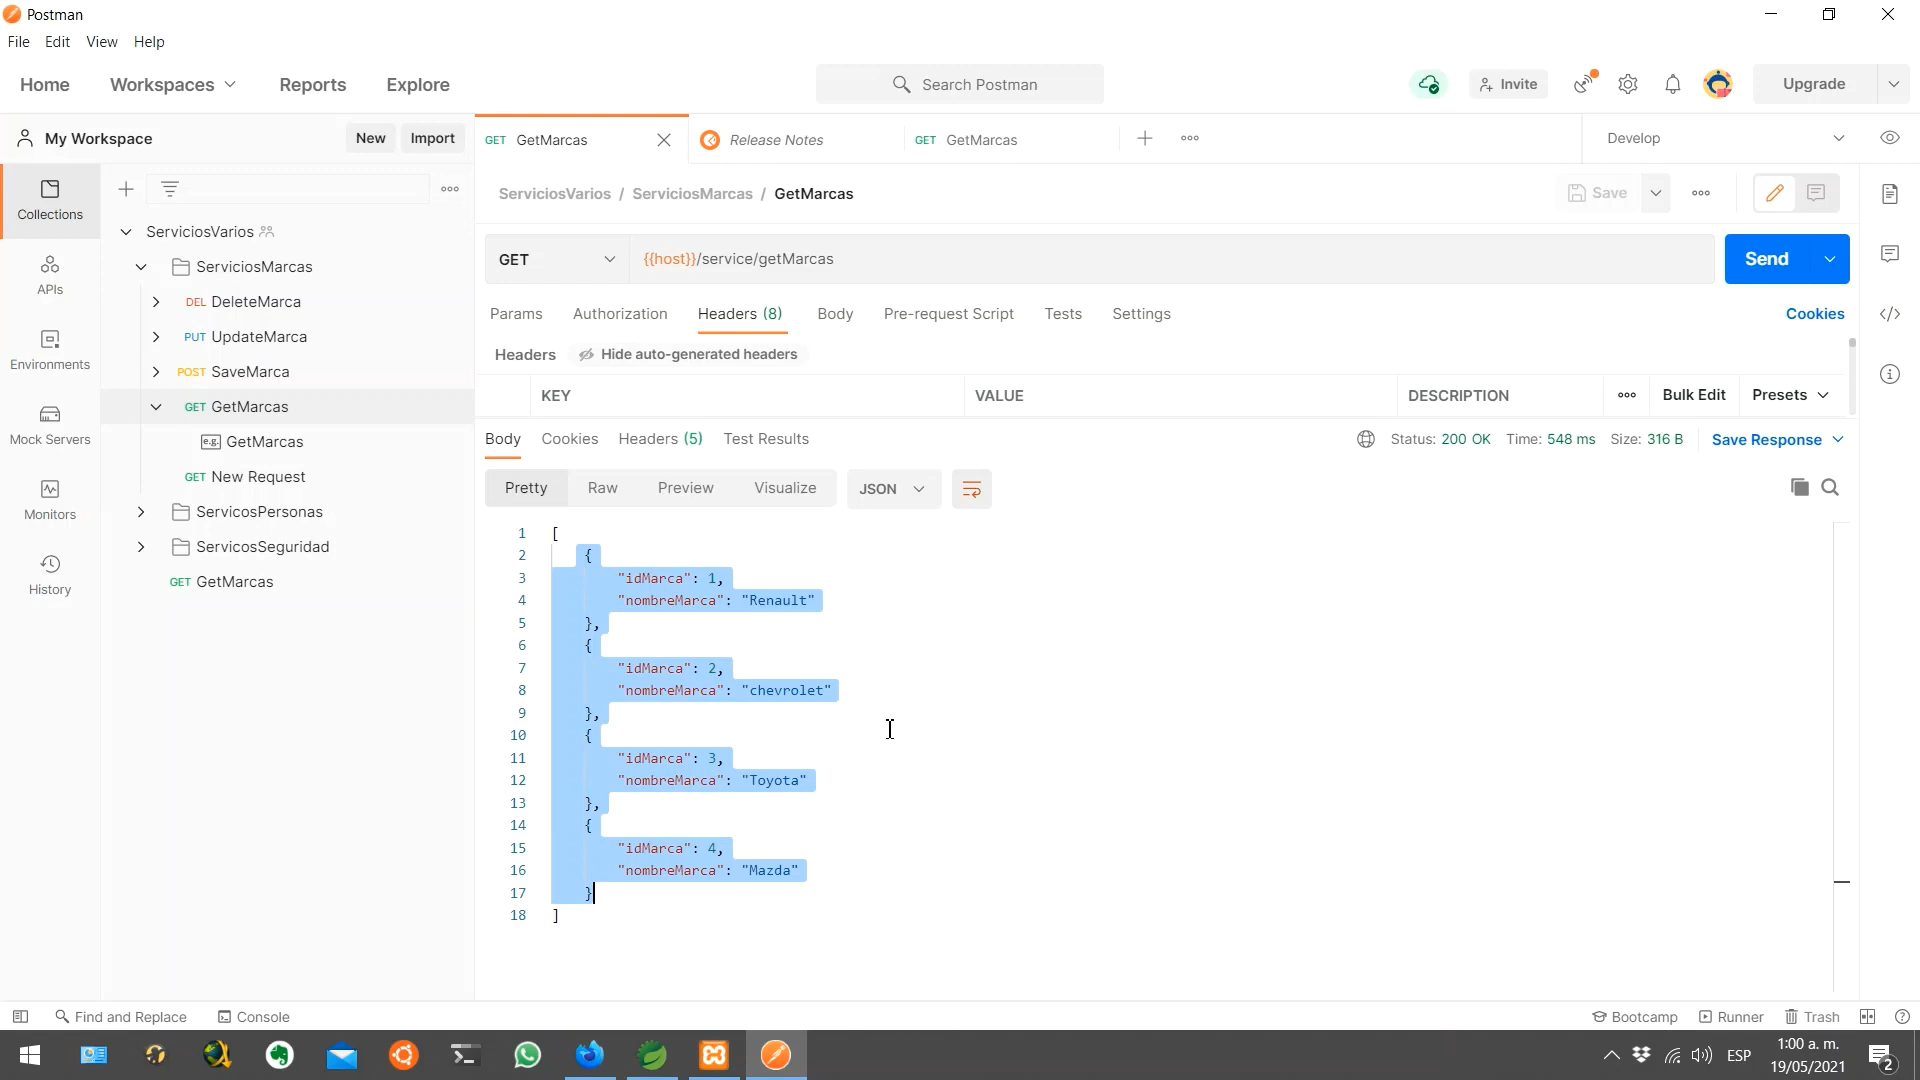 Postman
File Edit View Help
Home Workspaces Reports Explore Search Postman Invite Upgrade
My Workspace New Import GET GetMarcas Release Notes GET GetMarcas Develop
Collections
APIs
Environments
Mock Servers
Monitors
History
ServiciosVarios
ServiciosMarcas
DEL DeleteMarca
PUT UpdateMarca
POST SaveMarca
GET GetMarcas
e.g. GetMarcas
GET New Request
ServicosPersonas
ServicosSeguridad
GET GetMarcas
ServiciosVarios / ServiciosMarcas / GetMarcas Save
GET {{host}}/service/getMarcas Send
Params Authorization Headers (8) Body Pre-request Script Tests Settings Cookies
Headers Hide auto-generated headers
KEY VALUE DESCRIPTION Bulk Edit Presets
Body Cookies Headers (5) Test Results Status: 200 OK Time: 548 ms Size: 316 B Save Response
Pretty Raw Preview Visualize JSON
1 [
2 {
3 "idMarca": 1,
4 "nombreMarca": "Renault"
5 },
6 {
7 "idMarca": 2,
8 "nombreMarca": "chevrolet"
9 },
10 {
11 "idMarca": 3,
12 "nombreMarca": "Toyota"
13 },
14 {
15 "idMarca": 4,
16 "nombreMarca": "Mazda"
17 }
18 ]
Find and Replace Console Bootcamp Runner Trash
ESP 1:00 a. m.
19/05/2021 2